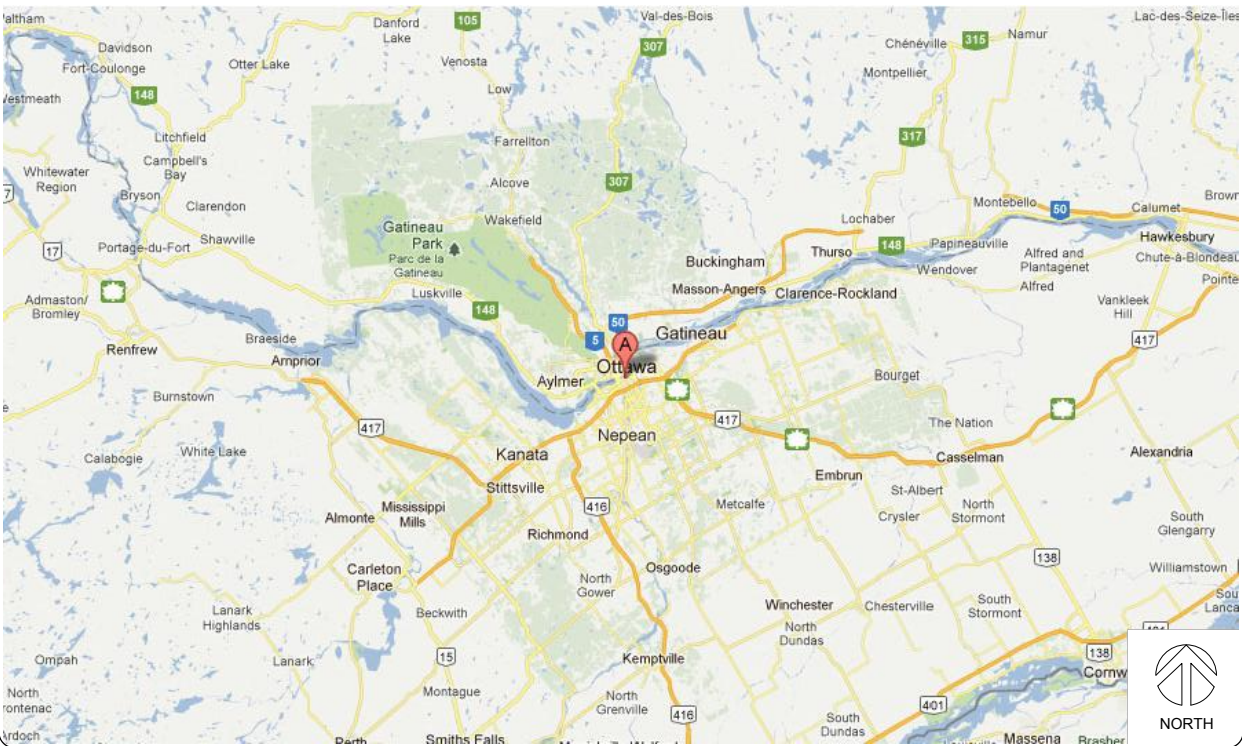 Val-des-Bois
Lac-des-Seize-Îles
Danford
Lake
105
Namur
315
Chénéville
307
Davidson
Fort-Coulonge
Otter Lake
Venosta
Montpellier
148
Low
Westmeath
317
Litchfield
Campbell's
Bay
Farrellton
Whitewater
Region
Alcove
307
Bryson
Clarendon
Montebello
50
Calumet
Wakefield
Lochaber
Gatineau
Park
Parc de la
Gatineau
Hawkesbury
Shawville
17
Portage-du-Fort
Thurso
148
Papineauville
Chute-à-Blondeau
Buckingham
Alfred and
Plantagenet
Wendover
Pointe
Luskville
Masson-Angers
Clarence-Rockland
Alfred
Admaston/
Bromley
148
Vankleek
Hill
50
Gatineau
5
A
Braeside
417
Renfrew
Arnprior
Ottawa
Aylmer
Bourget
Burnstown
417
417
The Nation
Nepean
Kanata
White Lake
Calabogie
Casselman
Alexandria
Embrun
Stittsville
St-Albert
416
Metcalfe
Mississippi
Mills
North
Stormont
Almonte
Crysler
South
Glengarry
Richmond
138
Carleton
Place
Osgoode
Williamstown
North
Gower
Winchester
Chesterville
South
Stormont
Lanark
Highlands
Beckwith
North
Dundas
Ompah
Lanark
15
Kemptville
138
Cornw
Montague
North
Grenville
401
416
South
Dundas
Perth
Smiths Falls
Massena
Brasher
NORTH